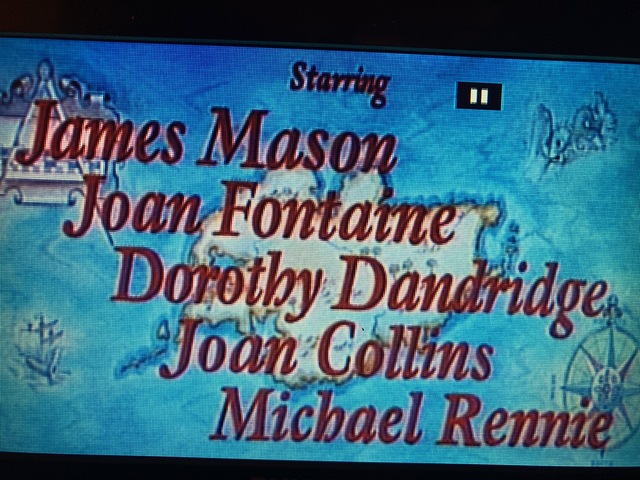 Starring
James Mason
Joan Fontaine
Dorothy Dandridge
Joan Collins
Michael Rennie